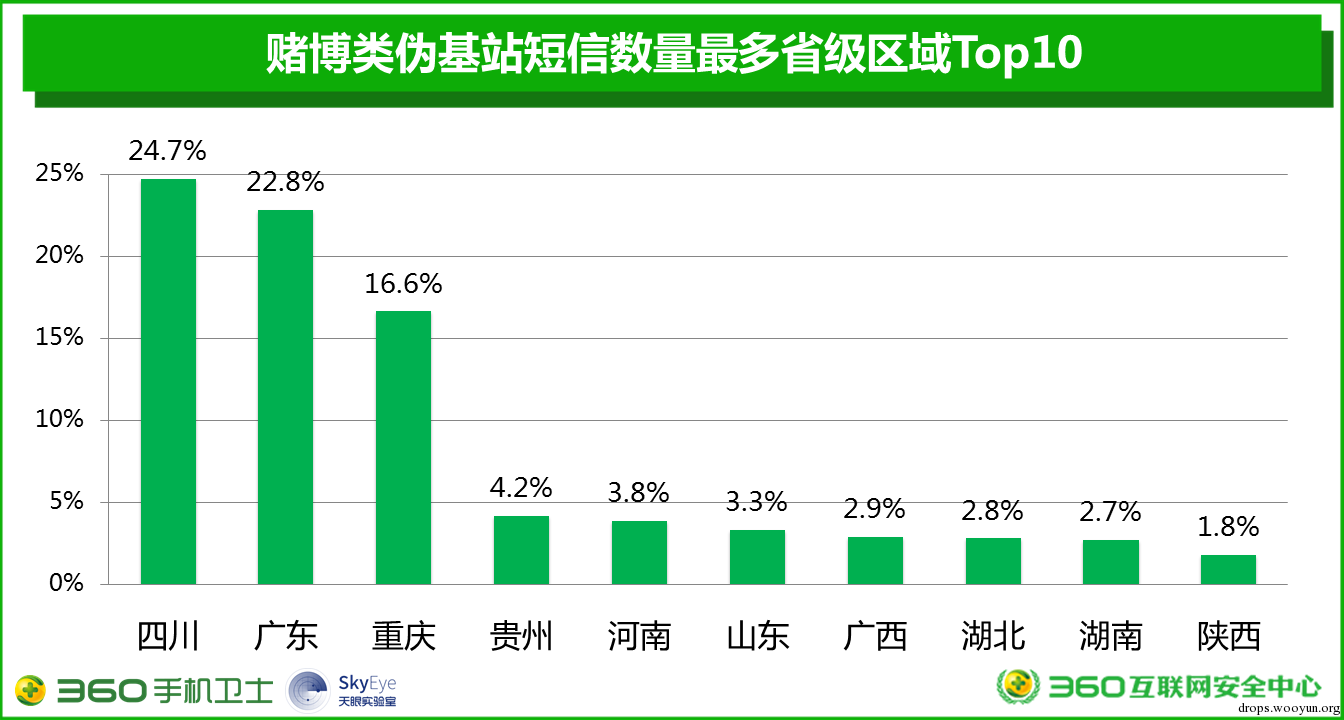 赌博类伪基站短信数量最多省级区域Top10
25%
20%
15%
10%
5%
0%
24.7%
22.8%
16.6%
4.2%
3.8%
3.3%
2.9%
2.8%
2.7%
1.8%
四川 广东 重庆 贵州 河南 山东 广西 湖北 湖南 陕西
360手机卫士
SkyEye
天眼实验室
360互联网安全中心
drops.wooyun.org